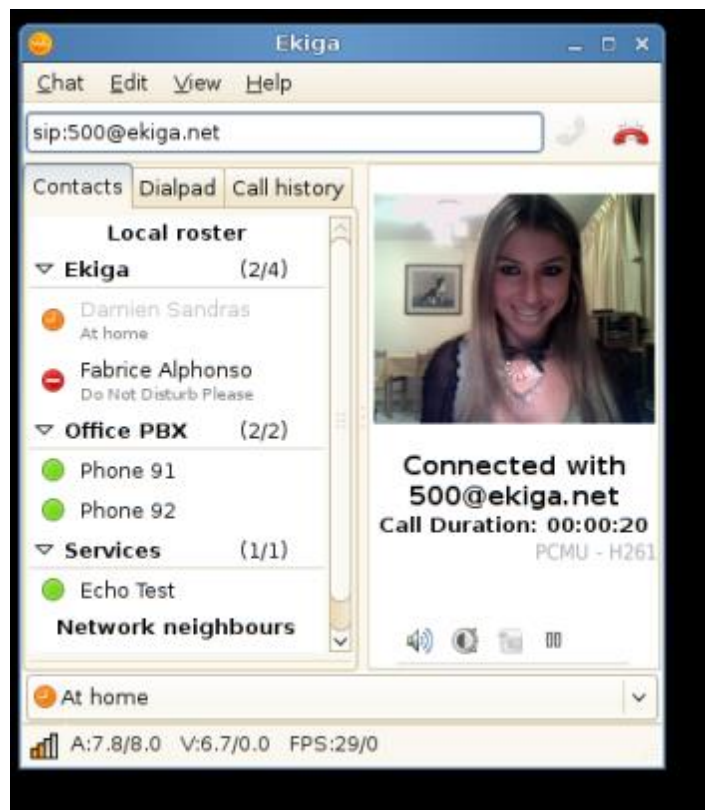 Ekiga
Chat Edit View Help
sip:500@ekiga.net
Contacts Dialpad Call history
Local roster
Ekiga (2/4)
Damien Sandras
At home
Fabrice Alphonso
Do Not Disturb Please
Office PBX (2/2)
Phone 91
Phone 92
Services (1/1)
Echo Test
Network neighbours
Connected with
500@ekiga.net
Call Duration: 00:00:20
PCMU - H261
At home
A:7.8/8.0 V:6.7/0.0 FPS:29/0